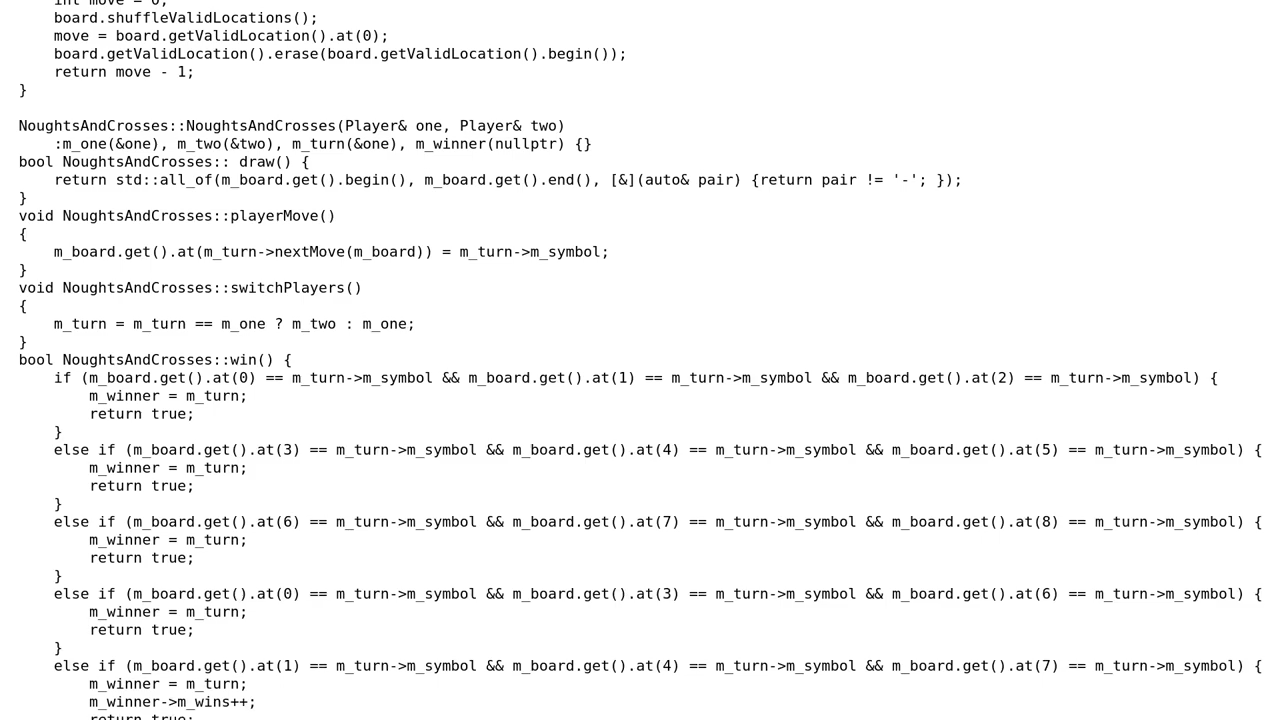 int move = 0;
    board.shuffleValidLocations();
    move = board.getValidLocation().at(0);
    board.getValidLocation().erase(board.getValidLocation().begin());
    return move - 1;
}

NoughtsAndCrosses::NoughtsAndCrosses(Player& one, Player& two)
    :m_one(&one), m_two(&two), m_turn(&one), m_winner(nullptr) {}
bool NoughtsAndCrosses:: draw() {
    return std::all_of(m_board.get().begin(), m_board.get().end(), [&](auto& pair) {return pair != '-'; });
}
void NoughtsAndCrosses::playerMove()
{
    m_board.get().at(m_turn->nextMove(m_board)) = m_turn->m_symbol;
}
void NoughtsAndCrosses::switchPlayers()
{
    m_turn = m_turn == m_one ? m_two : m_one;
}
bool NoughtsAndCrosses::win() {
    if (m_board.get().at(0) == m_turn->m_symbol && m_board.get().at(1) == m_turn->m_symbol && m_board.get().at(2) == m_turn->m_symbol) {
        m_winner = m_turn;
        return true;
    }
    else if (m_board.get().at(3) == m_turn->m_symbol && m_board.get().at(4) == m_turn->m_symbol && m_board.get().at(5) == m_turn->m_symbol) {
        m_winner = m_turn;
        return true;
    }
    else if (m_board.get().at(6) == m_turn->m_symbol && m_board.get().at(7) == m_turn->m_symbol && m_board.get().at(8) == m_turn->m_symbol) {
        m_winner = m_turn;
        return true;
    }
    else if (m_board.get().at(0) == m_turn->m_symbol && m_board.get().at(3) == m_turn->m_symbol && m_board.get().at(6) == m_turn->m_symbol) {
        m_winner = m_turn;
        return true;
    }
    else if (m_board.get().at(1) == m_turn->m_symbol && m_board.get().at(4) == m_turn->m_symbol && m_board.get().at(7) == m_turn->m_symbol) {
        m_winner = m_turn;
        m_winner->m_wins++;
        return true;